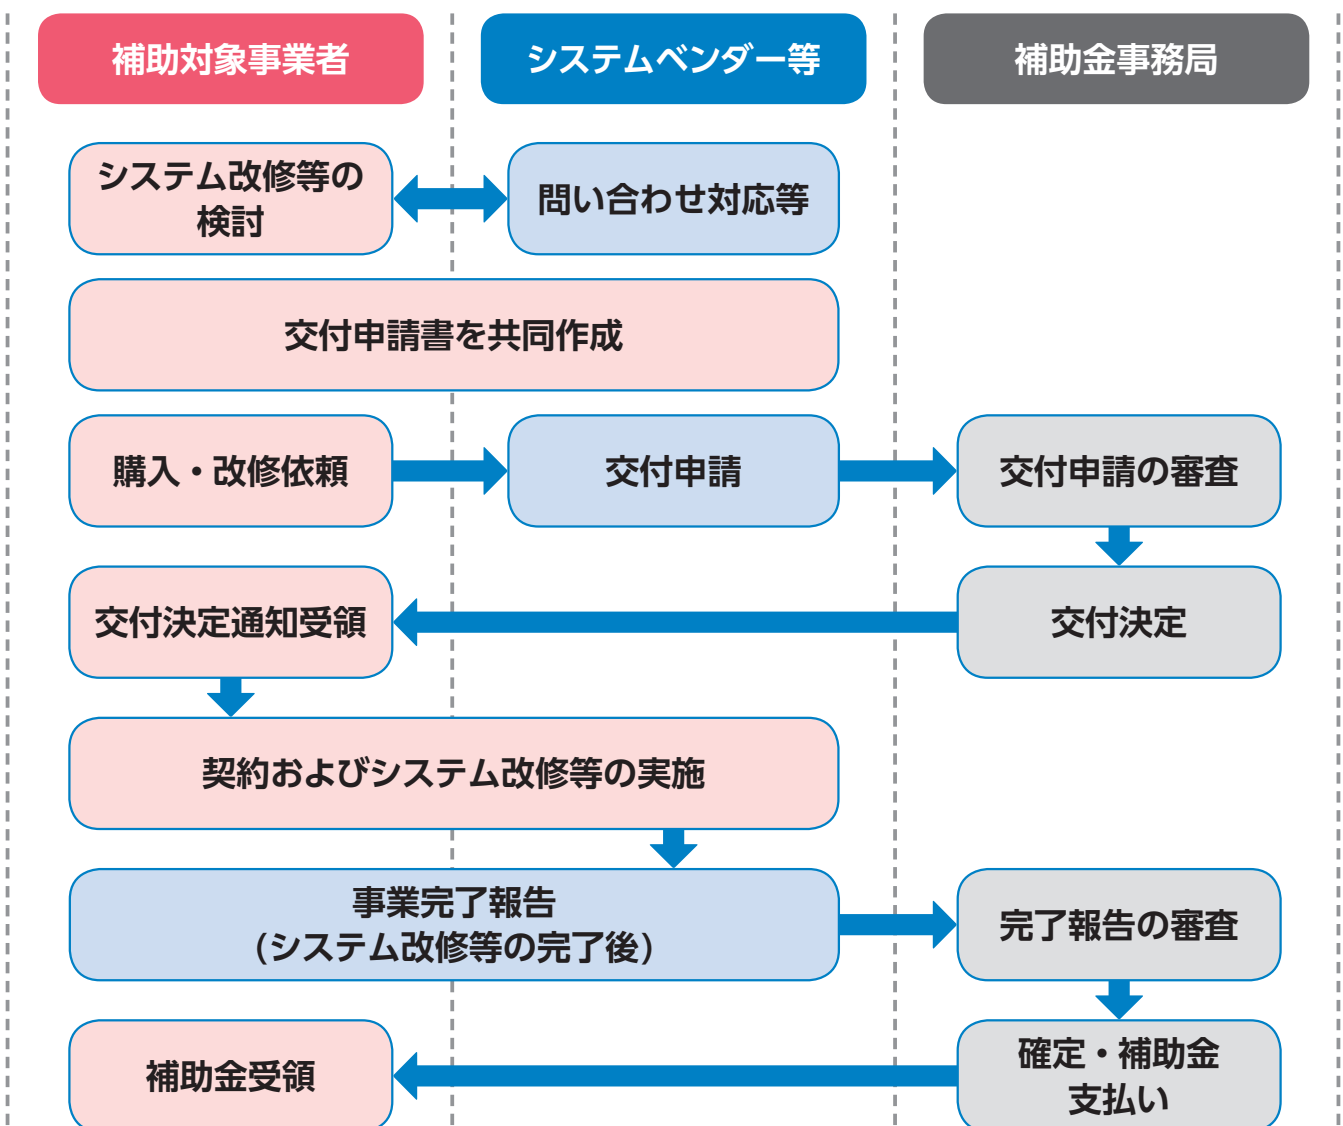 補助対象事業者
システムベンダー等
補助金事務局
システム改修等の
検討
問い合わせ対応等
交付申請書を共同作成
購入・改修依頼
交付申請
交付申請の審査
交付決定通知受領
交付決定
契約およびシステム改修等の実施
事業完了報告
（システム改修等の完了後）
完了報告の審査
補助金受領
確定・補助金
支払い